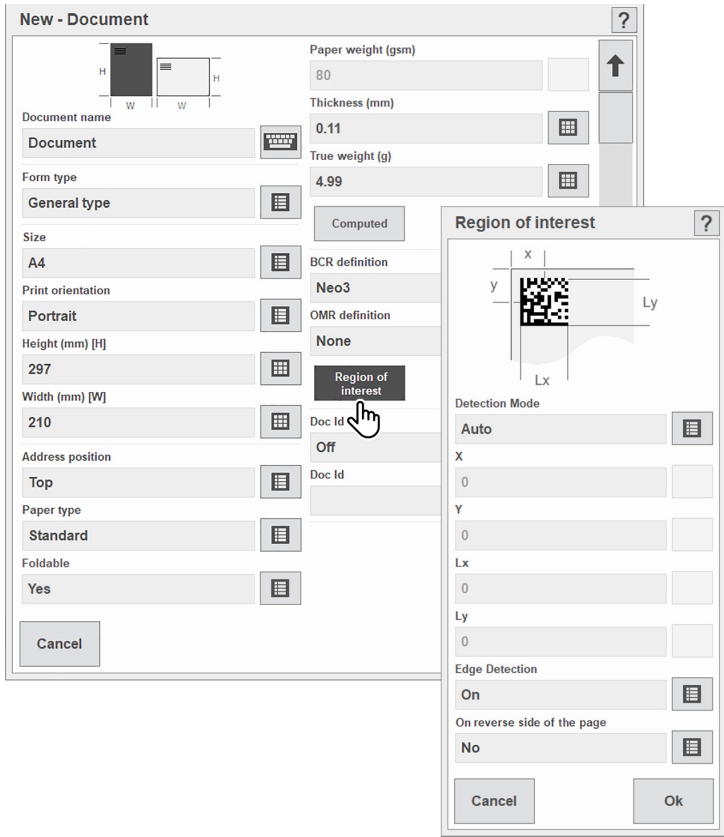 New - Document
?
H
H
W
W
Document name
Document
Form type
General type
Size
A4
Print orientation
Portrait
Height (mm) [H]
297
Width (mm) [W]
210
Address position
Top
Paper type
Standard
Foldable
Yes
Cancel
Paper weight (gsm)
80
Thickness (mm)
0.11
True weight (g)
4.99
Computed
BCR definition
Neo3
OMR definition
None
Region of
interest
Doc Id
Off
Doc Id
Region of interest
?
x
y
Ly
Lx
Detection Mode
Auto
X
0
Y
0
Lx
0
Ly
0
Edge Detection
On
On reverse side of the page
No
Cancel
Ok